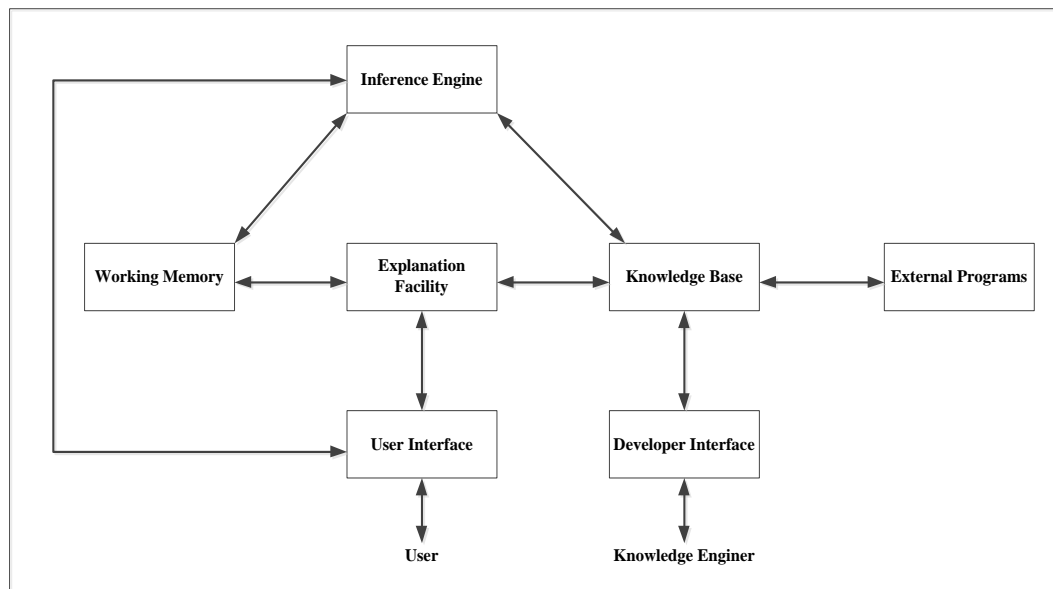 Inference Engine
Working Memory
Explanation
Facility
Knowledge Base
External Programs
User Interface
Developer Interface
User
Knowledge Enginer